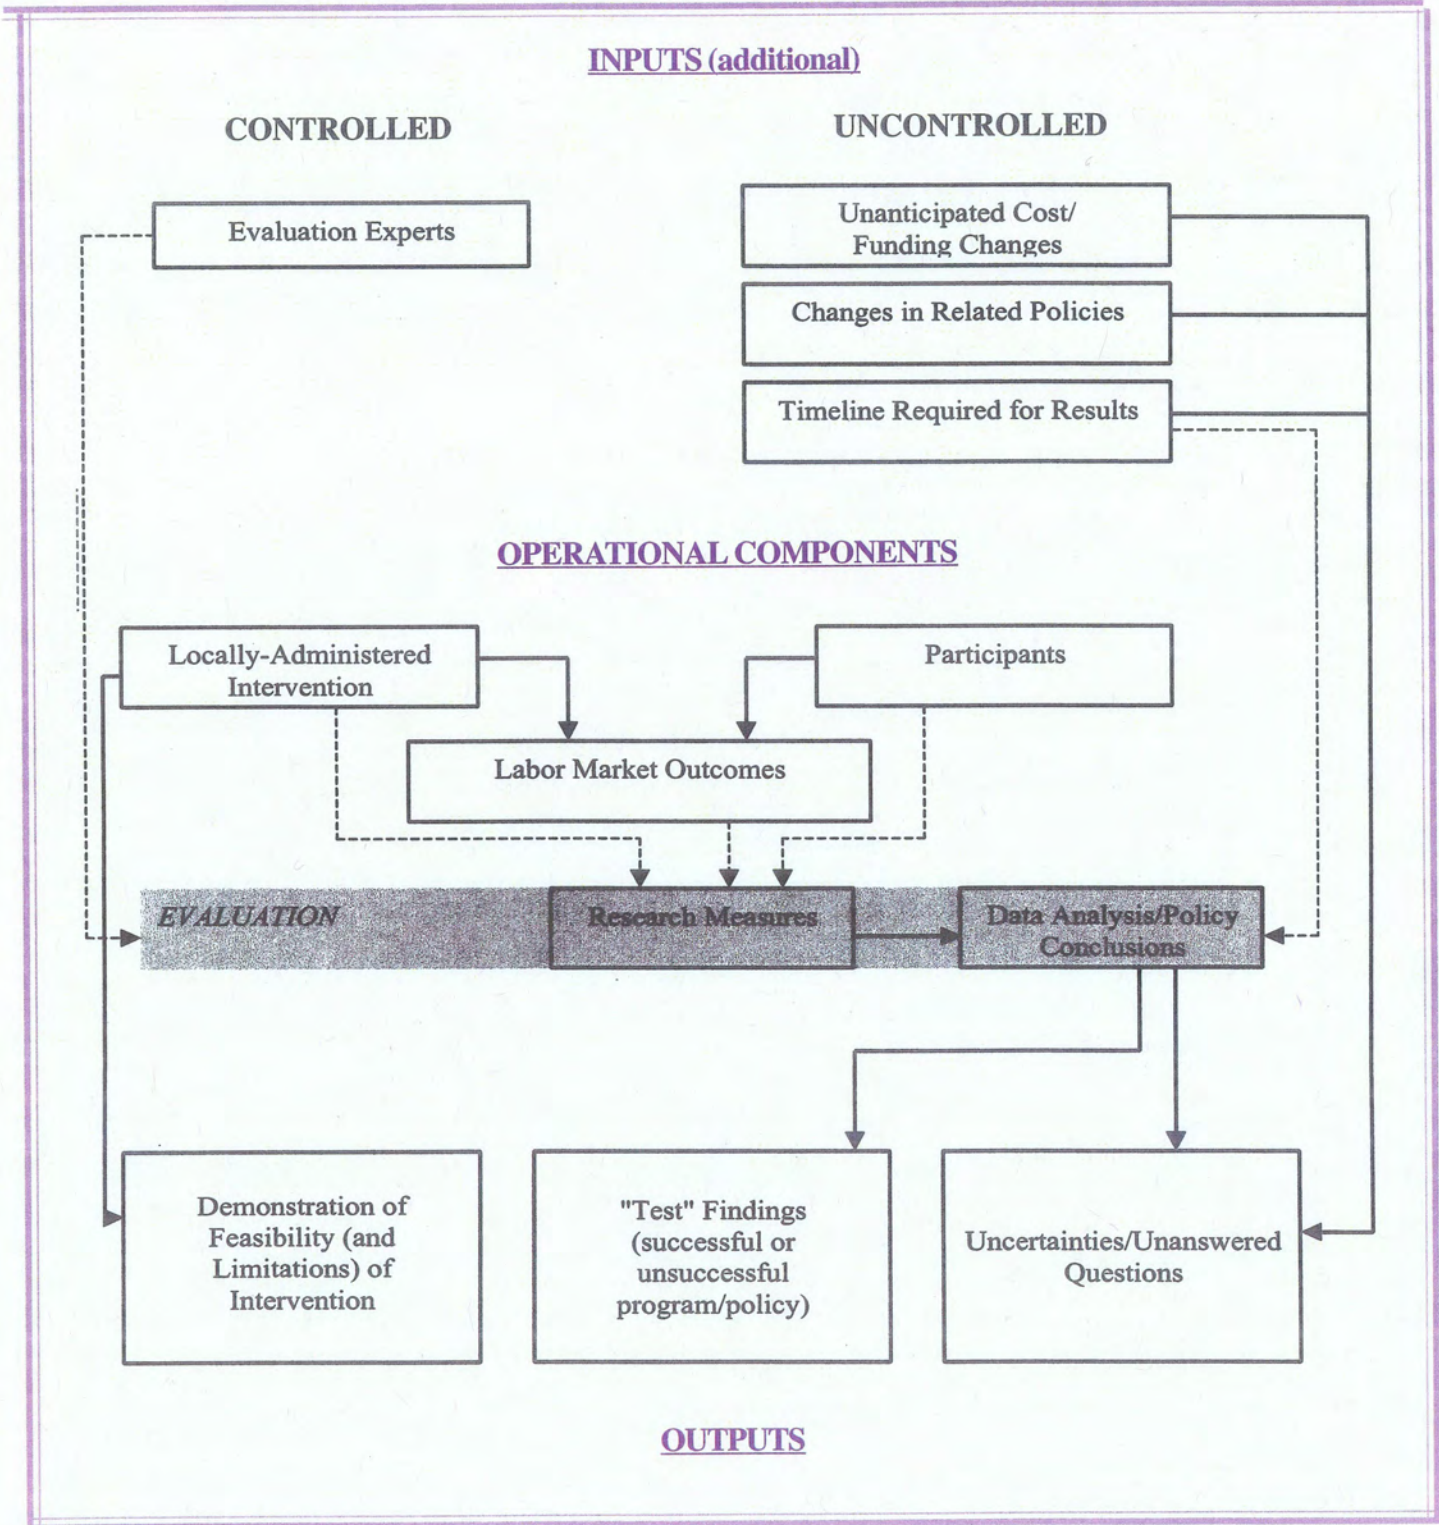 INPUTS (additional)
CONTROLLED
UNCONTROLLED
Evaluation Experts
Unanticipated Cost/
Funding Changes
Changes in Related Policies
Timeline Required for Results
OPERATIONAL COMPONENTS
Locally-Administered
Intervention
Participants
Labor Market Outcomes
EVALUATION
Research Measures
Data Analysis/Policy
Conclusions
Demonstration of
Feasibility (and
Limitations) of
Intervention
"Test" Findings
(successful or
unsuccessful
program/policy)
Uncertainties/Unanswered
Questions
OUTPUTS